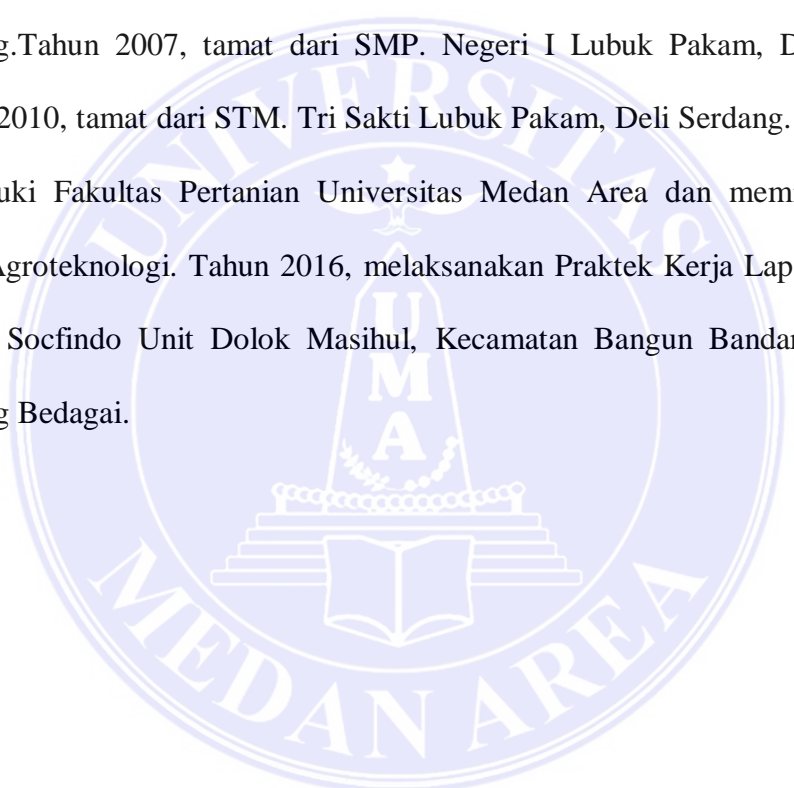 g.Tahun 2007, tamat dari SMP. Negeri I Lubuk Pakam, D
2010, tamat dari STM. Tri Sakti Lubuk Pakam, Deli Serdang.
uki Fakultas Pertanian Universitas Medan Area dan mem
Agroteknologi. Tahun 2016, melaksanakan Praktek Kerja Lap
Socfindo Unit Dolok Masihul, Kecamatan Bangun Bandar
g Bedagai.
UNIVERSITAS
U
M
A
MEDAN AREA